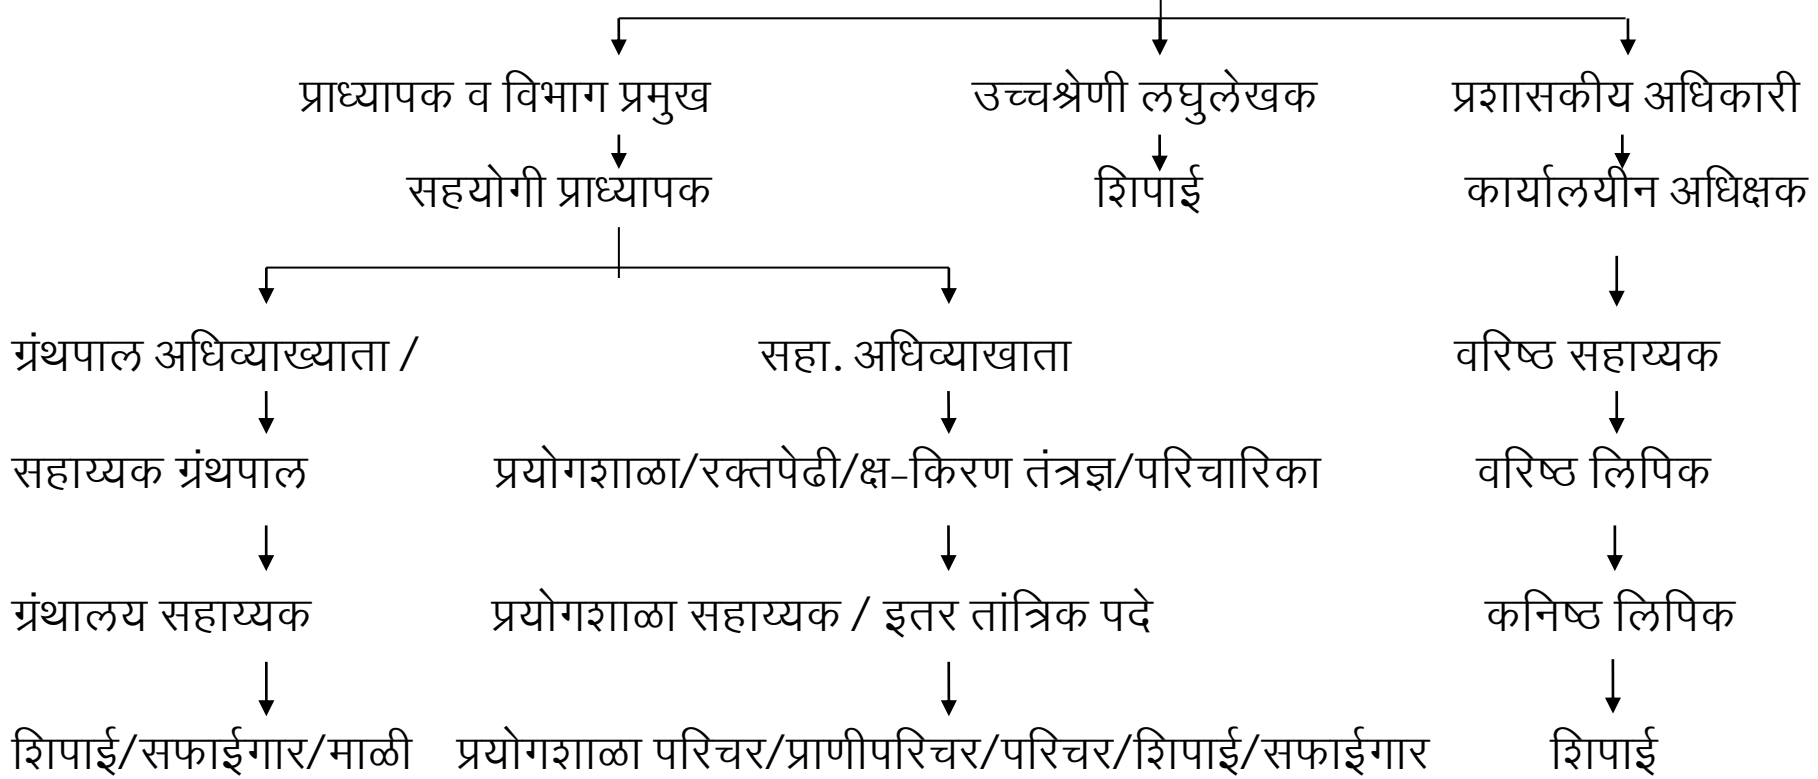 प्राध्यापक व विभाग प्रमुख उच्चश्रेणी लघुलेखक प्रशासकीय अधिकारी
सहयोगी प्राध्यापक शिपाई कार्यालयीन अधिक्षक
ग्रंथपाल अधिव्याख्याता / सहा. अधिव्याखाता वरिष्ठ सहाय्यक
सहाय्यक ग्रंथपाल प्रयोगशाळा/रक्तपेढी/क्ष-किरण तंत्रज्ञ/परिचारिका वरिष्ठ लिपिक
ग्रंथालय सहाय्यक प्रयोगशाळा सहाय्यक / इतर तांत्रिक पदे कनिष्ठ लिपिक
शिपाई/सफाईगार/माळी प्रयोगशाळा परिचर/प्राणीपरिचर/परिचर/शिपाई/सफाईगार शिपाई